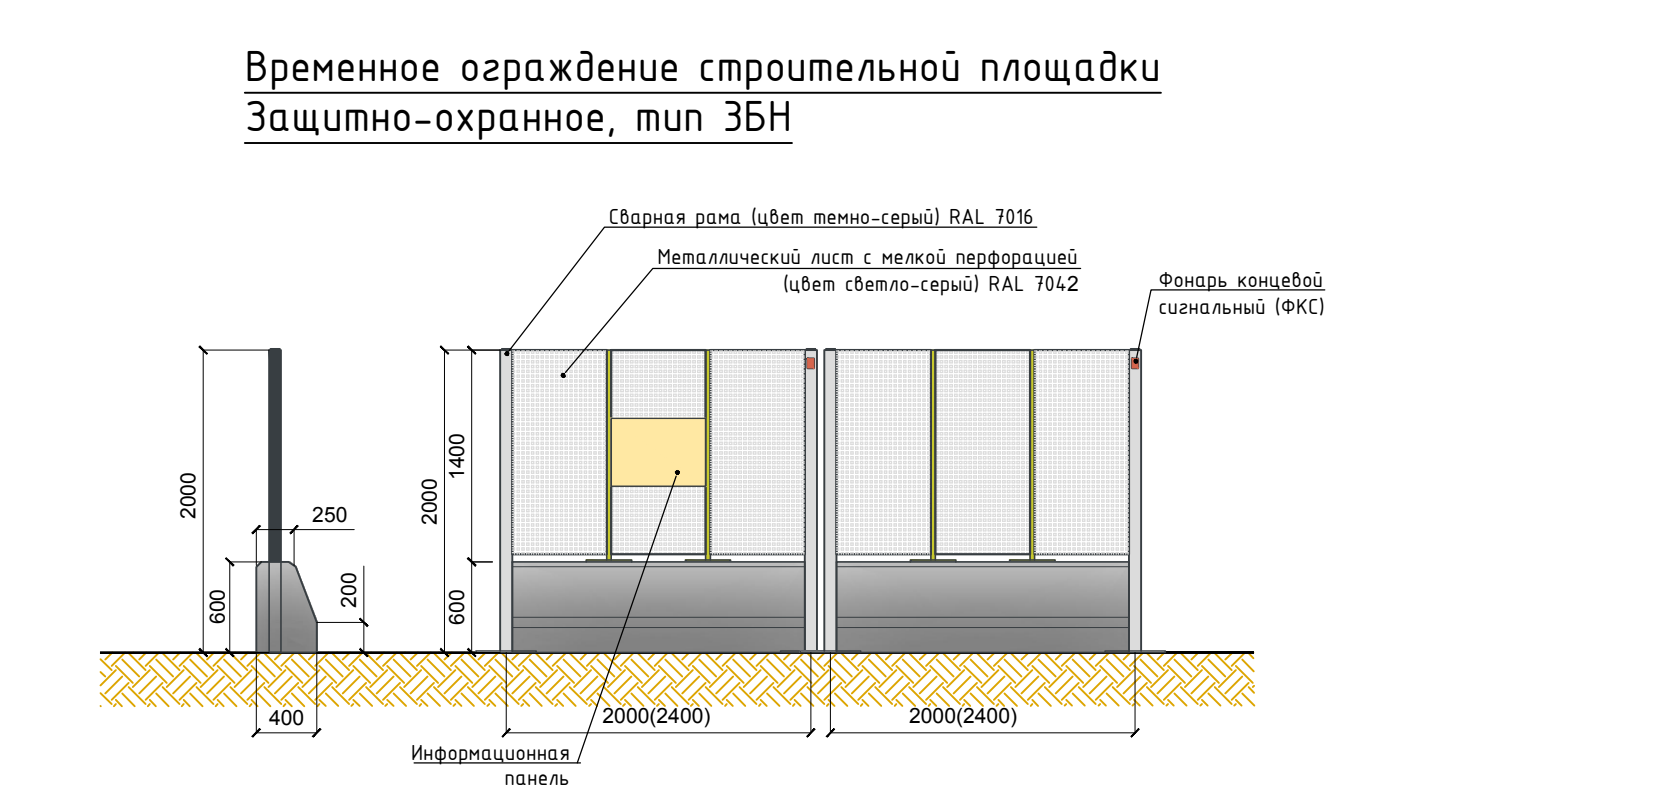 Временное ограждение строительной площадки
Защитно-охранное, тип ЗБН
Сварная рама (цвет темно-серый) RAL 7016
Металлический лист с мелкой перфорацией
(цвет светло-серый) RAL 7042
Фонарь концевой
сигнальный (ФКС)
2000
250
600
200
400
2000
1400
600
2000(2400)
2000(2400)
Информационная
панель